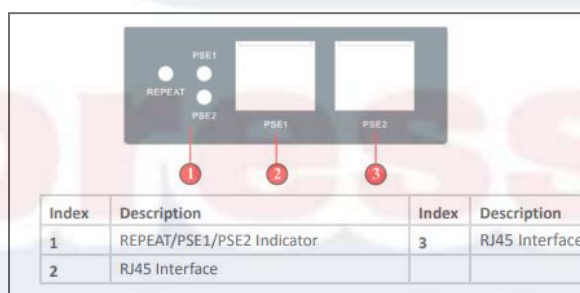 PSE1
REPEAT
PSE2
PSE1 PSE2
1 2 3
Index Description Index Description
1 REPEAT/PSE1/PSE2 Indicator 3 RJ45 Interface
2 RJ45 Interface